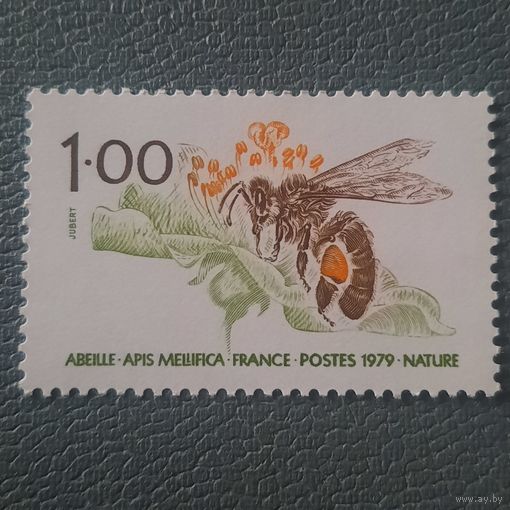 1·00
JUBERT
ABEILLE · APIS MELLIFICA · FRANCE · POSTES 1979 · NATURE
www.ay.by